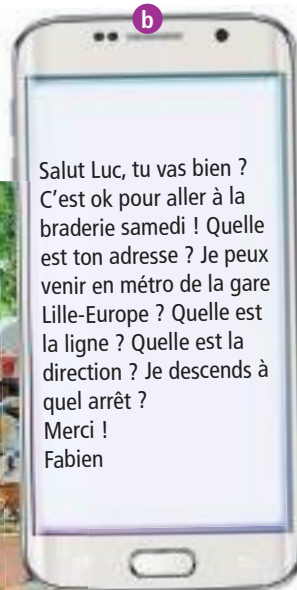 b
Salut Luc, tu vas bien ?
C'est ok pour aller à la
braderie samedi ! Quelle
est ton adresse ? Je peux
venir en métro de la gare
Lille-Europe ? Quelle est
la ligne ? Quelle est la
direction ? Je descends à
quel arrêt ?
Merci !
Fabien